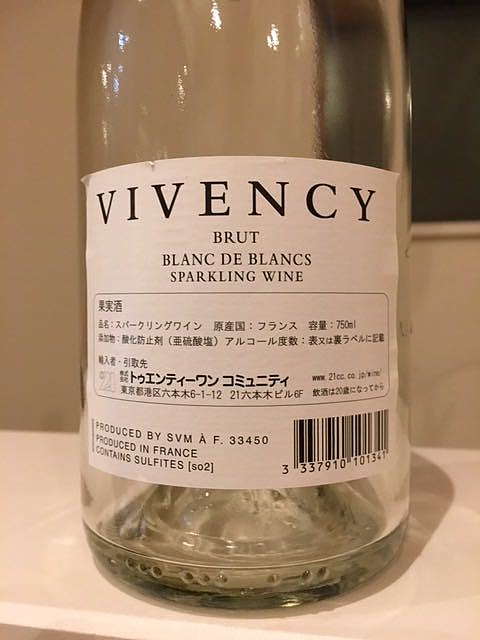 VIVENCY
BRUT
BLANC DE BLANCS
SPARKLING WINE
果実酒
品名：スパークリングワイン 原産国：フランス 容量：750ml
添加物：酸化防止剤（亜硫酸塩）アルコール度数：表又は裏ラベルに記載
輸入者・引取先
21 株式会社 トゥエンティーワン コミュニティ www.21cc.co.jp/wine/
東京都港区六本木6-1-12 21六本木ビル6F 飲酒は20歳になってから
PRODUCED BY SVM À F. 33450
PRODUCED IN FRANCE
CONTAINS SULFITES [so2]
3 337910 101341